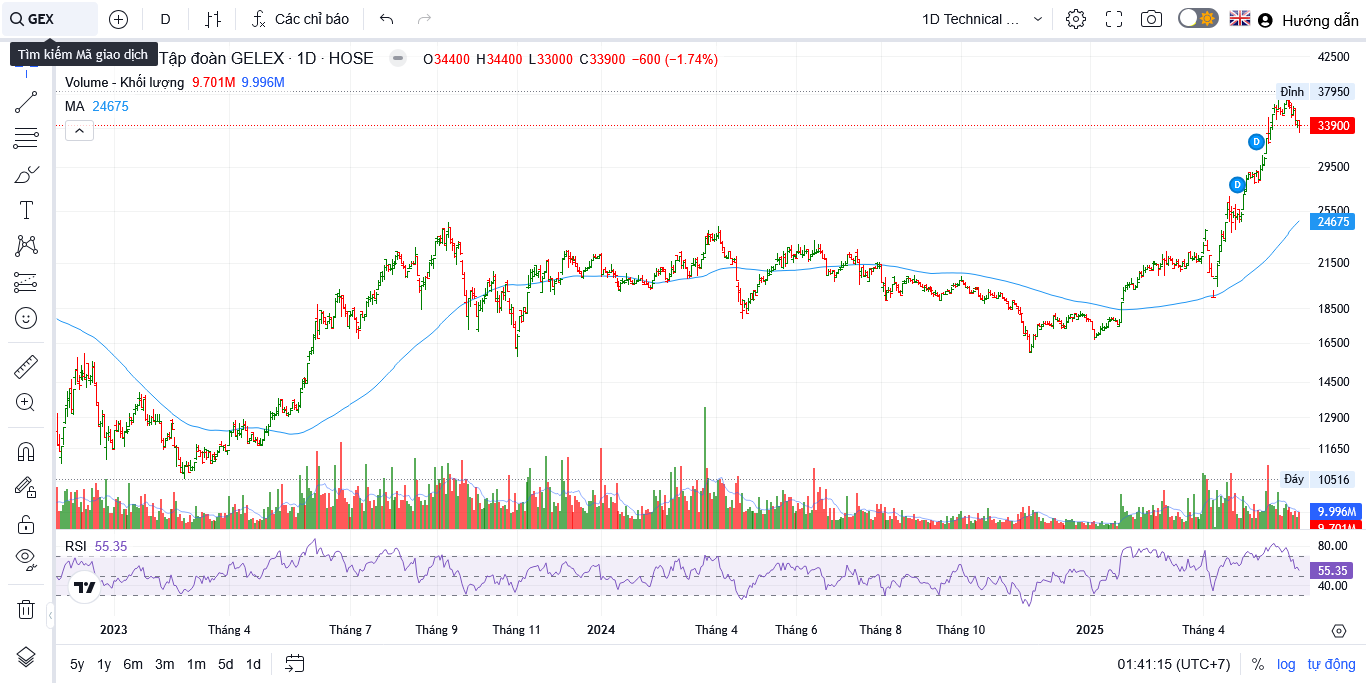 GEX
D
Các chỉ báo
1D Technical ...
Hướng dẫn
Tìm kiếm Mã giao dịch
Tập đoàn GELEX · 1D · HOSE
O34400 H34400 L33000 C33900 −600 (−1.74%)
Volume - Khối lượng 9.701M 9.996M
MA 24675
42500
Đỉnh 37950
33900
D
29500
D
25500
24675
21500
18500
16500
14500
12900
11650
Đáy 10516
9.996M
9.701M
RSI 55.35
80.00
55.35
40.00
2023 Tháng 4 Tháng 7 Tháng 9 Tháng 11 2024 Tháng 4 Tháng 6 Tháng 8 Tháng 10 2025 Tháng 4
5y 1y 6m 3m 1m 5d 1d
01:41:15 (UTC+7) % log tự động